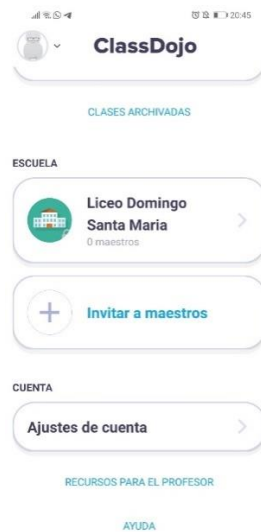 20:45
ClassDojo
CLASES ARCHIVADAS
ESCUELA
Liceo Domingo
Santa Maria
0 maestros
Invitar a maestros
CUENTA
Ajustes de cuenta
RECURSOS PARA EL PROFESOR
AYUDA